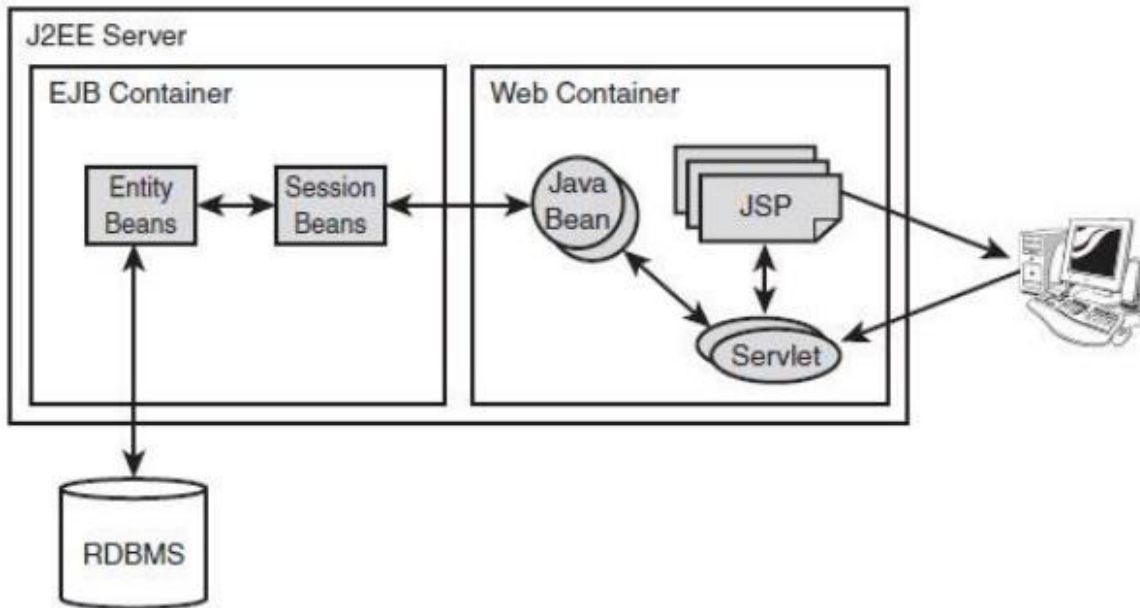 J2EE Server
EJB Container
Web Container
Entity
Beans
Session
Beans
Java
Bean
JSP
Servlet
RDBMS